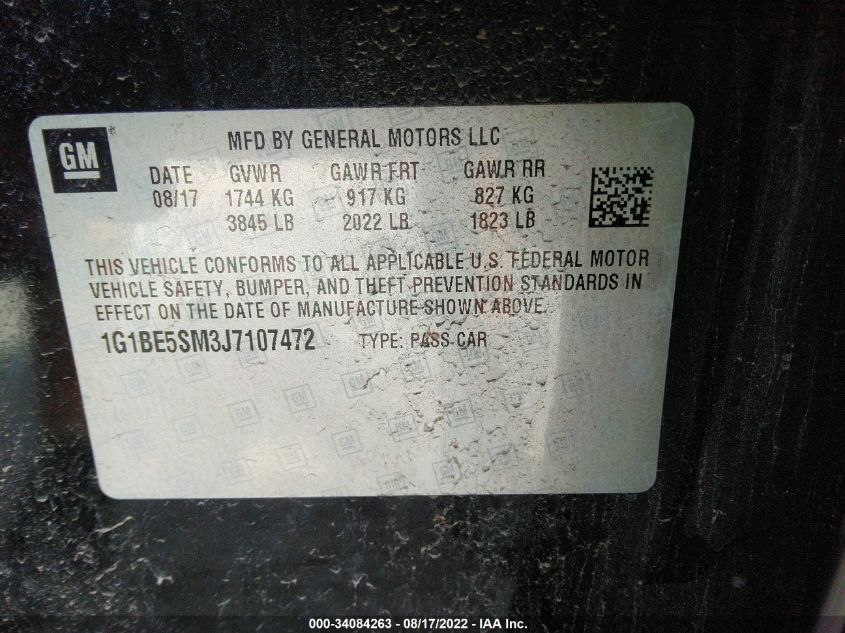 GM
MFD BY GENERAL MOTORS LLC
DATE GVWR GAWR FRT GAWR RR
08/17 1744 KG 917 KG 827 KG
3845 LB 2022 LB 1823 LB
THIS VEHICLE CONFORMS TO ALL APPLICABLE U.S. FEDERAL MOTOR
VEHICLE SAFETY, BUMPER, AND THEFT PREVENTION STANDARDS IN
EFFECT ON THE DATE OF MANUFACTURE SHOWN ABOVE.
1G1BE5SM3J7107472 TYPE: PASS CAR
000-34084263 - 08/17/2022 - IAA Inc.